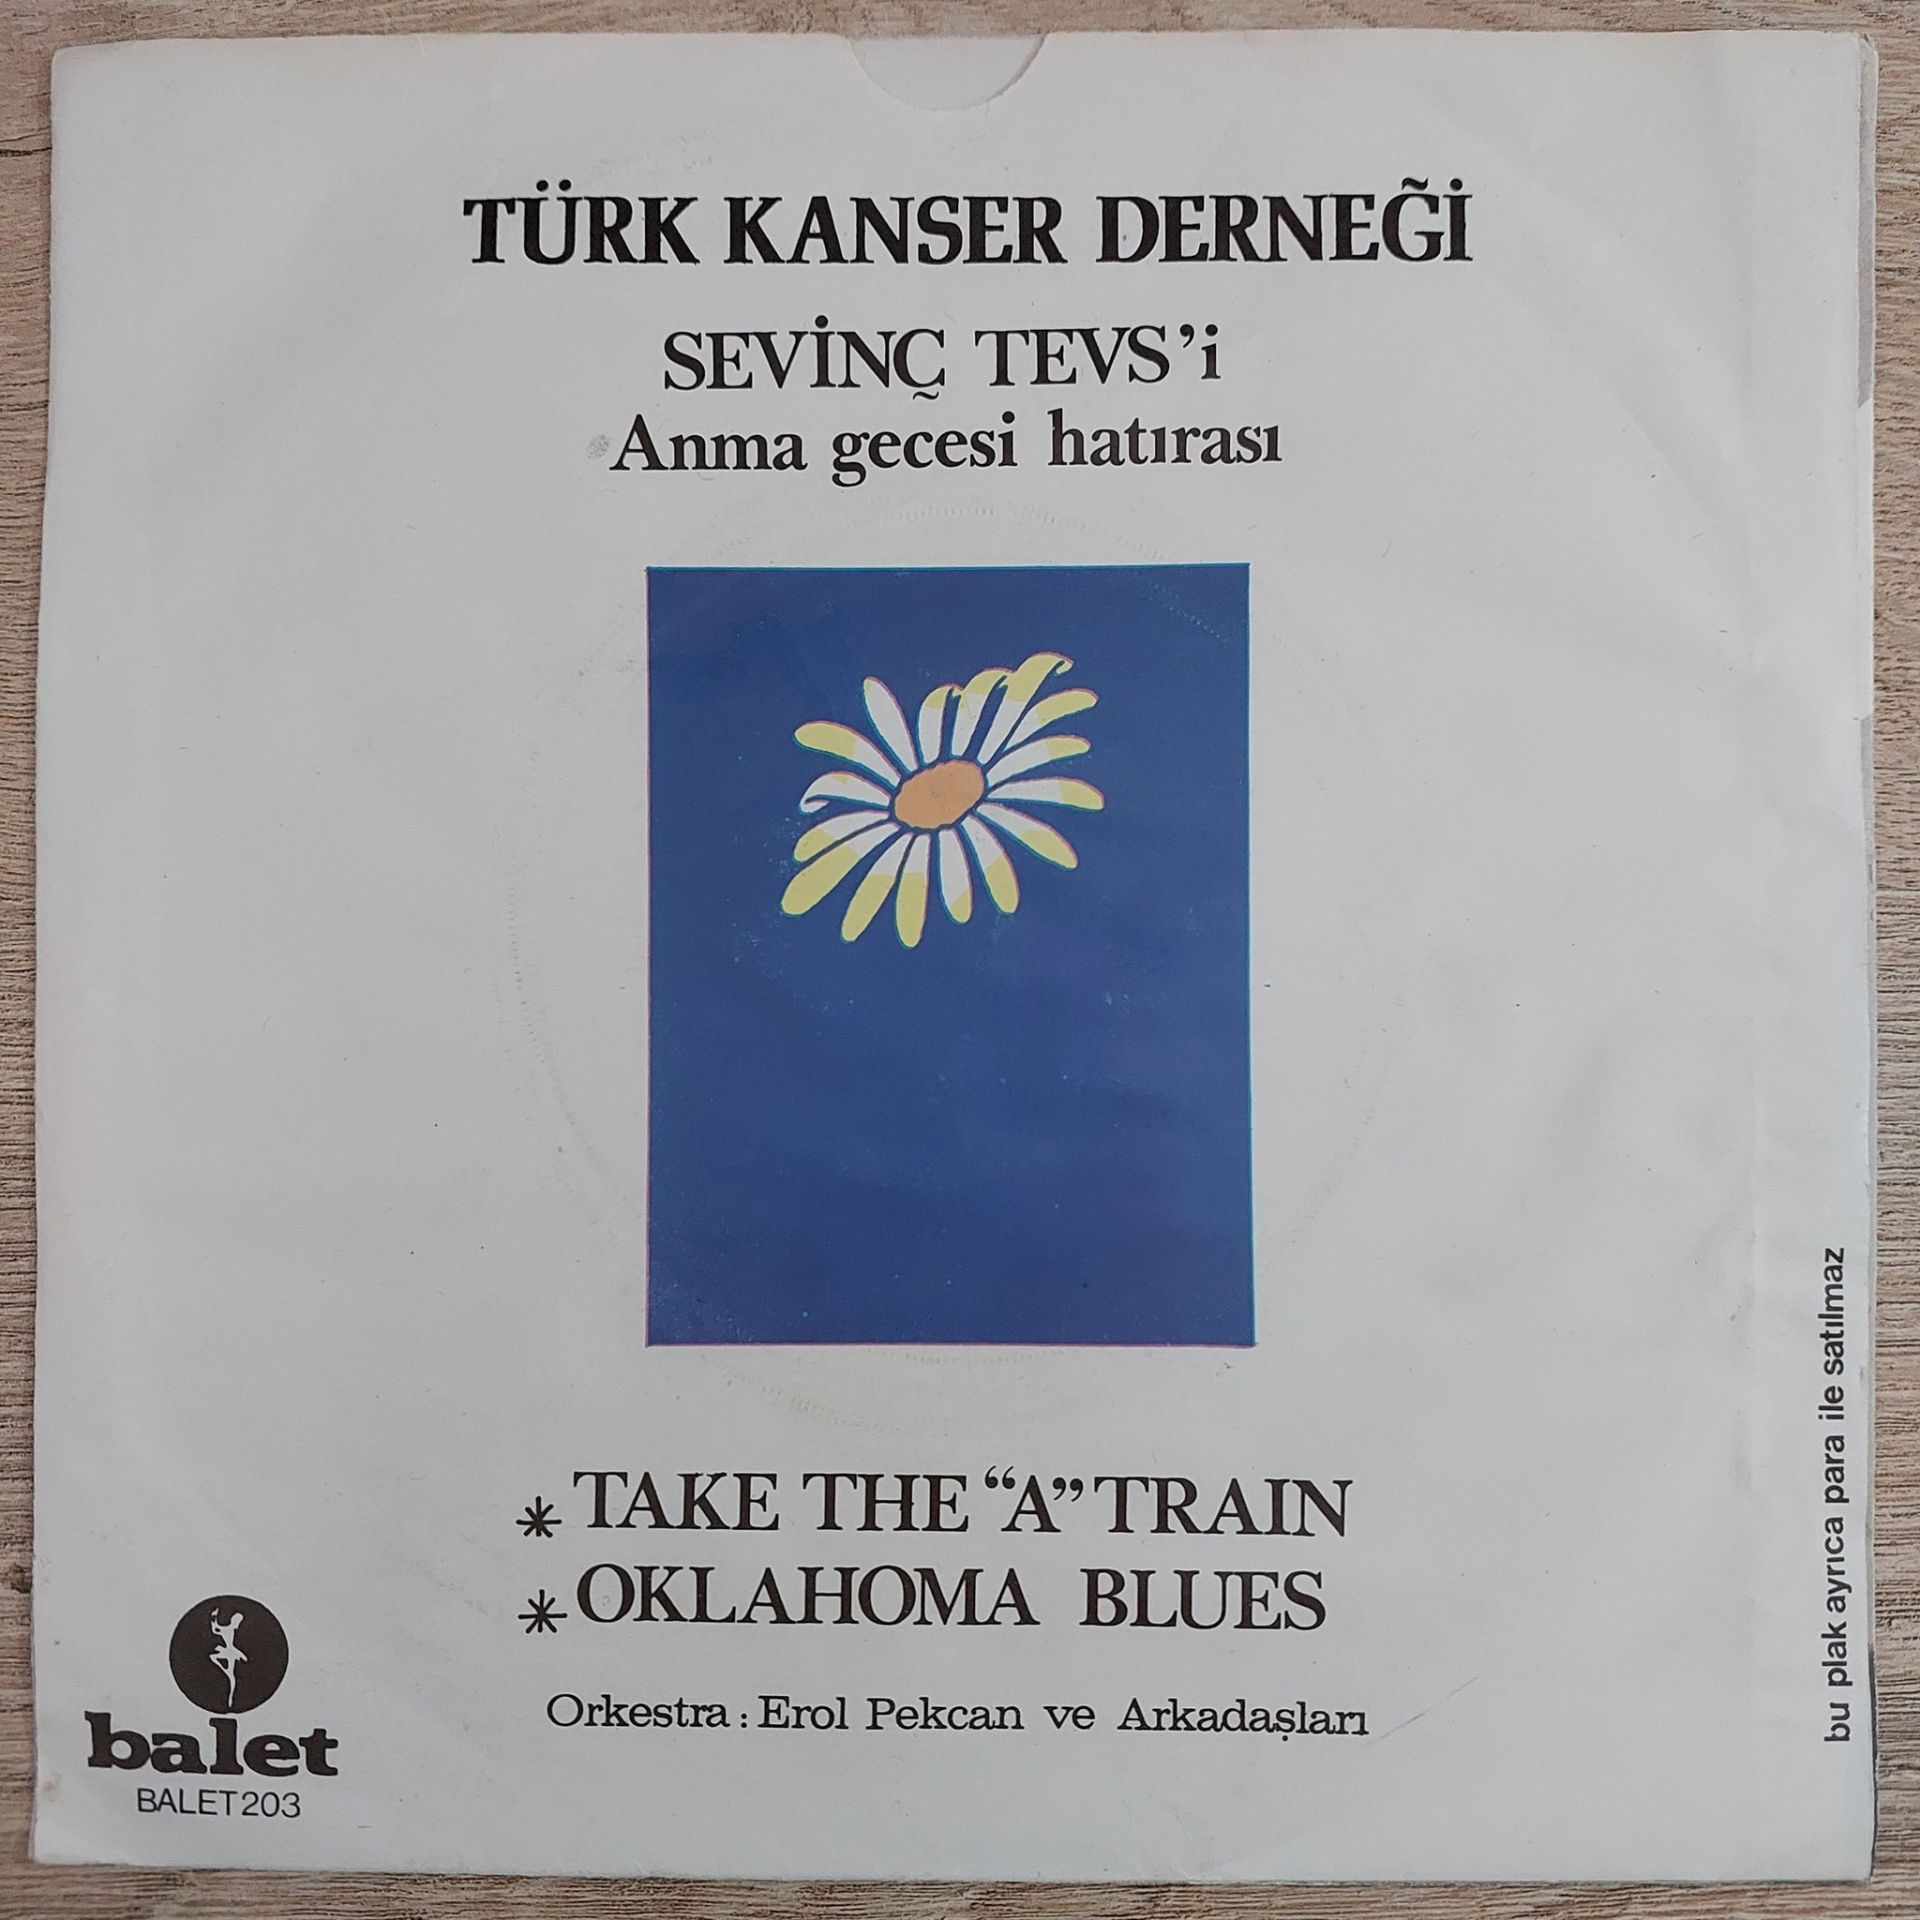 TÜRK KANSER DERNEĞİ
SEVİNÇ TEVS'i
Anma gecesi hatırası
* TAKE THE “A” TRAIN
* OKLAHOMA BLUES
Orkestra : Erol Pekcan ve Arkadaşları
balet
BALET 203
bu plak ayrıca para ile satılmaz